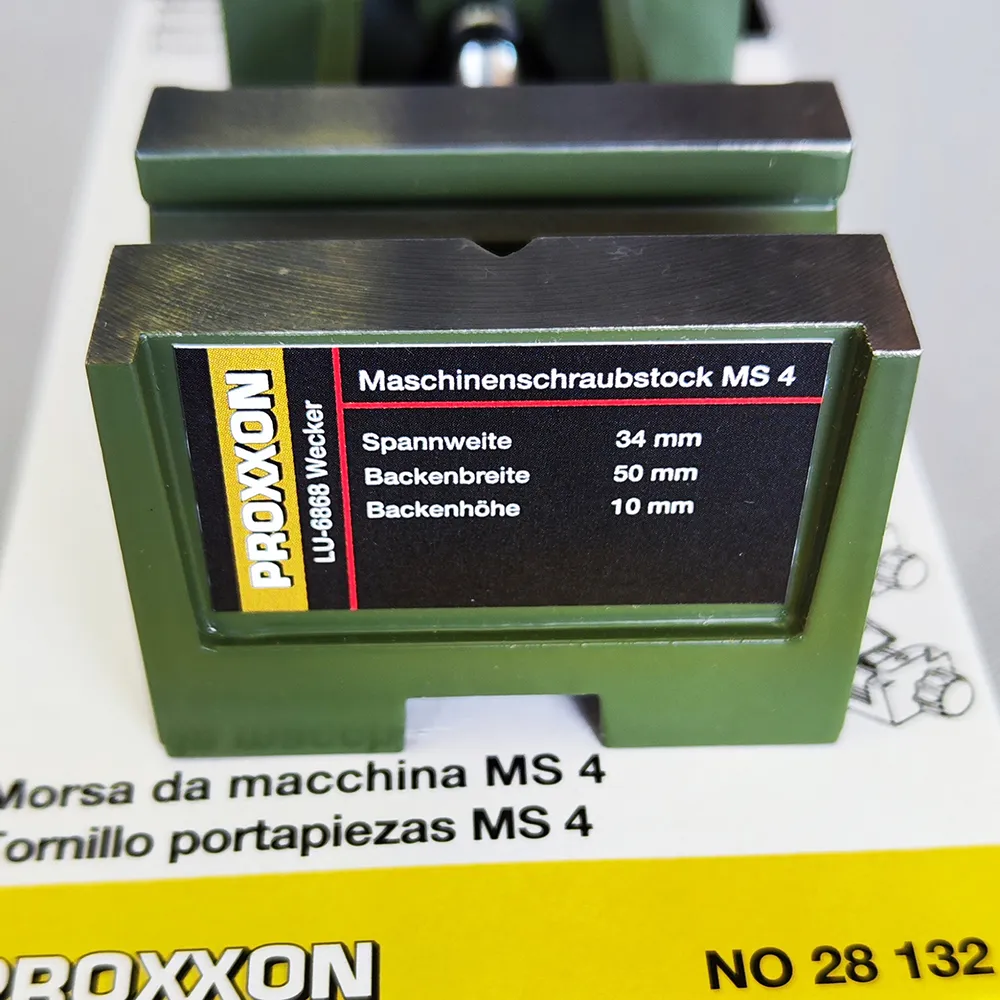 PROXXON
LU-6868 Wecker
Maschinenschraubstock MS 4
Spannweite 34 mm
Backenbreite 50 mm
Backenhöhe 10 mm
Morsa da macchina MS 4
Tornillo portapiezas MS 4
PROXXON
NO 28 132